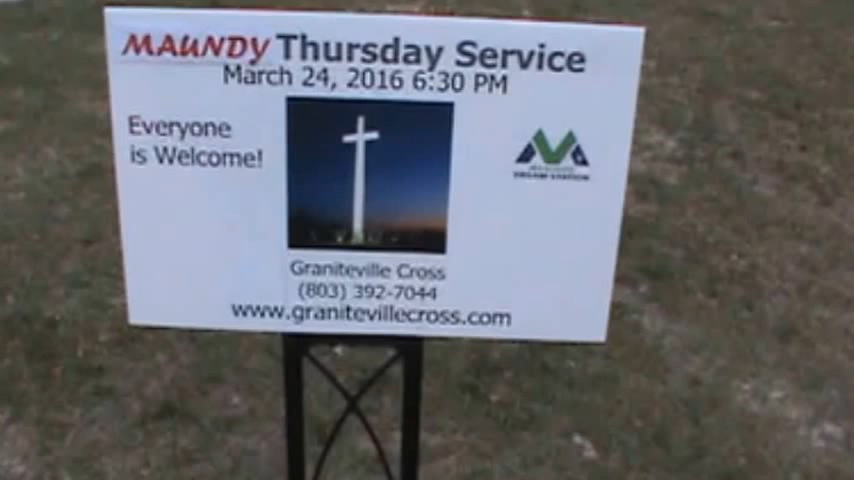 MAUNDY Thursday Service
March 24, 2016 6:30 PM
Everyone
is Welcome!
Graniteville Cross
(803) 392-7044
www.granitevillecross.com